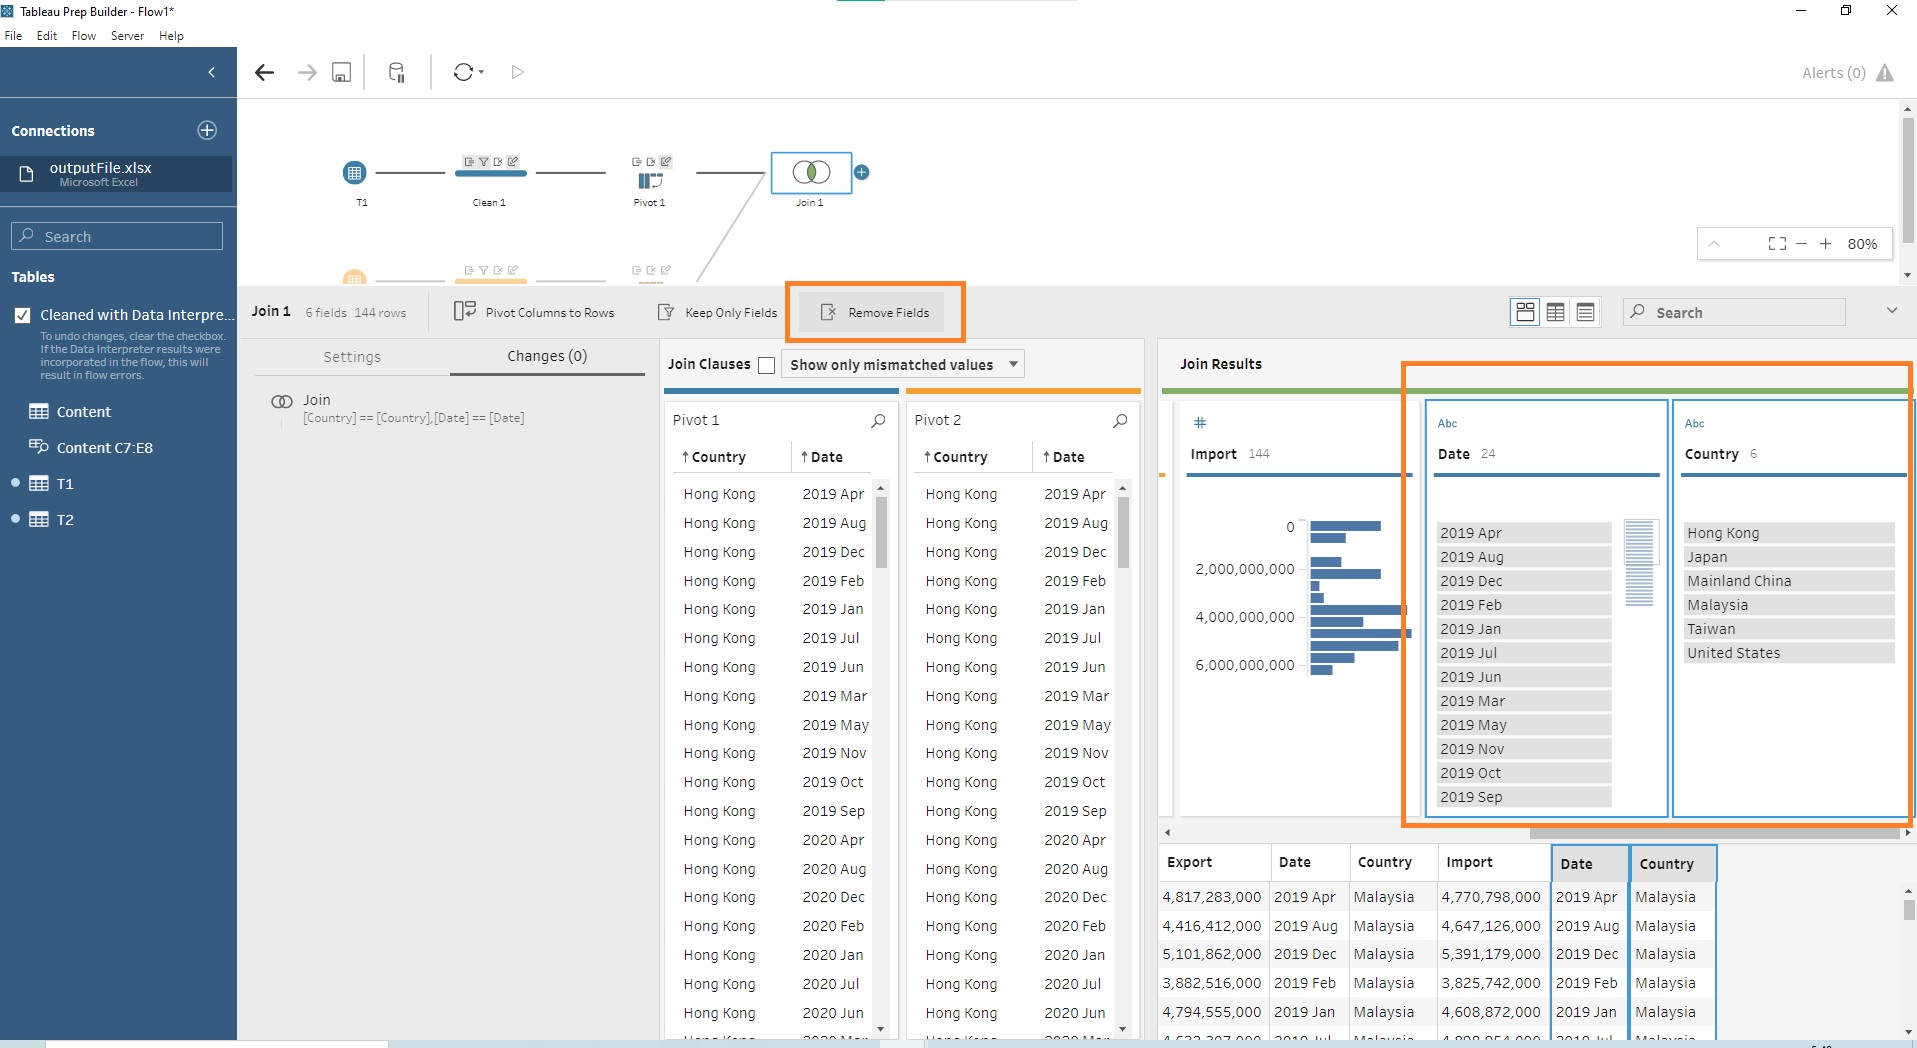 Tableau Prep Builder - Flow1*
File Edit Flow Server Help
Alerts (0)
Connections
outputFile.xlsx
Microsoft Excel
Search
Tables
Cleaned with Data Interpre...
To undo changes, clear the checkbox.
If the Data Interpreter results were
incorporated in the flow, this will
result in flow errors.
Content
Content C7:E8
T1
T2
T1
Clean 1
Pivot 1
Join 1
80%
Join 1 6 fields 144 rows
Pivot Columns to Rows
Keep Only Fields
Remove Fields
Search
Settings
Changes (0)
Join
[Country] == [Country],[Date] == [Date]
Join Clauses
Show only mismatched values
Pivot 1
Country Date
Hong Kong 2019 Apr
Hong Kong 2019 Aug
Hong Kong 2019 Dec
Hong Kong 2019 Feb
Hong Kong 2019 Jan
Hong Kong 2019 Jul
Hong Kong 2019 Jun
Hong Kong 2019 Mar
Hong Kong 2019 May
Hong Kong 2019 Nov
Hong Kong 2019 Oct
Hong Kong 2019 Sep
Hong Kong 2020 Apr
Hong Kong 2020 Aug
Hong Kong 2020 Dec
Hong Kong 2020 Feb
Hong Kong 2020 Jan
Hong Kong 2020 Jul
Hong Kong 2020 Jun
Pivot 2
Country Date
Hong Kong 2019 Apr
Hong Kong 2019 Aug
Hong Kong 2019 Dec
Hong Kong 2019 Feb
Hong Kong 2019 Jan
Hong Kong 2019 Jul
Hong Kong 2019 Jun
Hong Kong 2019 Mar
Hong Kong 2019 May
Hong Kong 2019 Nov
Hong Kong 2019 Oct
Hong Kong 2019 Sep
Hong Kong 2020 Apr
Hong Kong 2020 Aug
Hong Kong 2020 Dec
Hong Kong 2020 Feb
Hong Kong 2020 Jan
Hong Kong 2020 Jul
Hong Kong 2020 Jun
Join Results
#
Import 144
0
2,000,000,000
4,000,000,000
6,000,000,000
Abc
Date 24
2019 Apr
2019 Aug
2019 Dec
2019 Feb
2019 Jan
2019 Jul
2019 Jun
2019 Mar
2019 May
2019 Nov
2019 Oct
2019 Sep
Abc
Country 6
Hong Kong
Japan
Mainland China
Malaysia
Taiwan
United States
Export Date Country Import Date Country
4,817,283,000 2019 Apr Malaysia 4,770,798,000 2019 Apr Malaysia
4,416,412,000 2019 Aug Malaysia 4,647,126,000 2019 Aug Malaysia
5,101,862,000 2019 Dec Malaysia 5,391,179,000 2019 Dec Malaysia
3,882,516,000 2019 Feb Malaysia 3,825,742,000 2019 Feb Malaysia
4,794,555,000 2019 Jan Malaysia 4,608,872,000 2019 Jan Malaysia